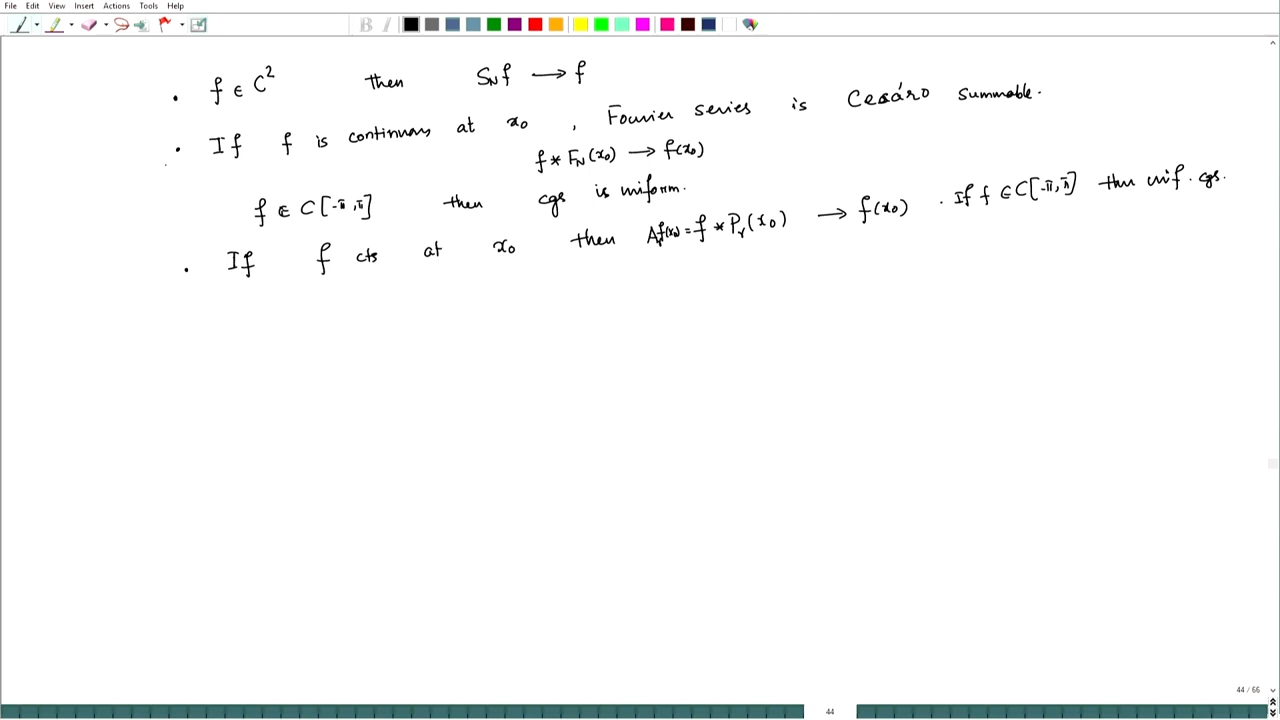 File Edit View Insert Actions Tools Help
B I
. f ∈ C² then S_N f → f
. If f is continuous at x₀, Fourier series is Cesáro summable.
f * F_N(x₀) → f(x₀)
f ∈ C[-π,π] then cgs is uniform.
. If f cts at x₀ then A_r f(x₀) = f * P_r(x₀) → f(x₀) . If f ∈ C[-π,π] then unif. cgs.
44 / 66
44